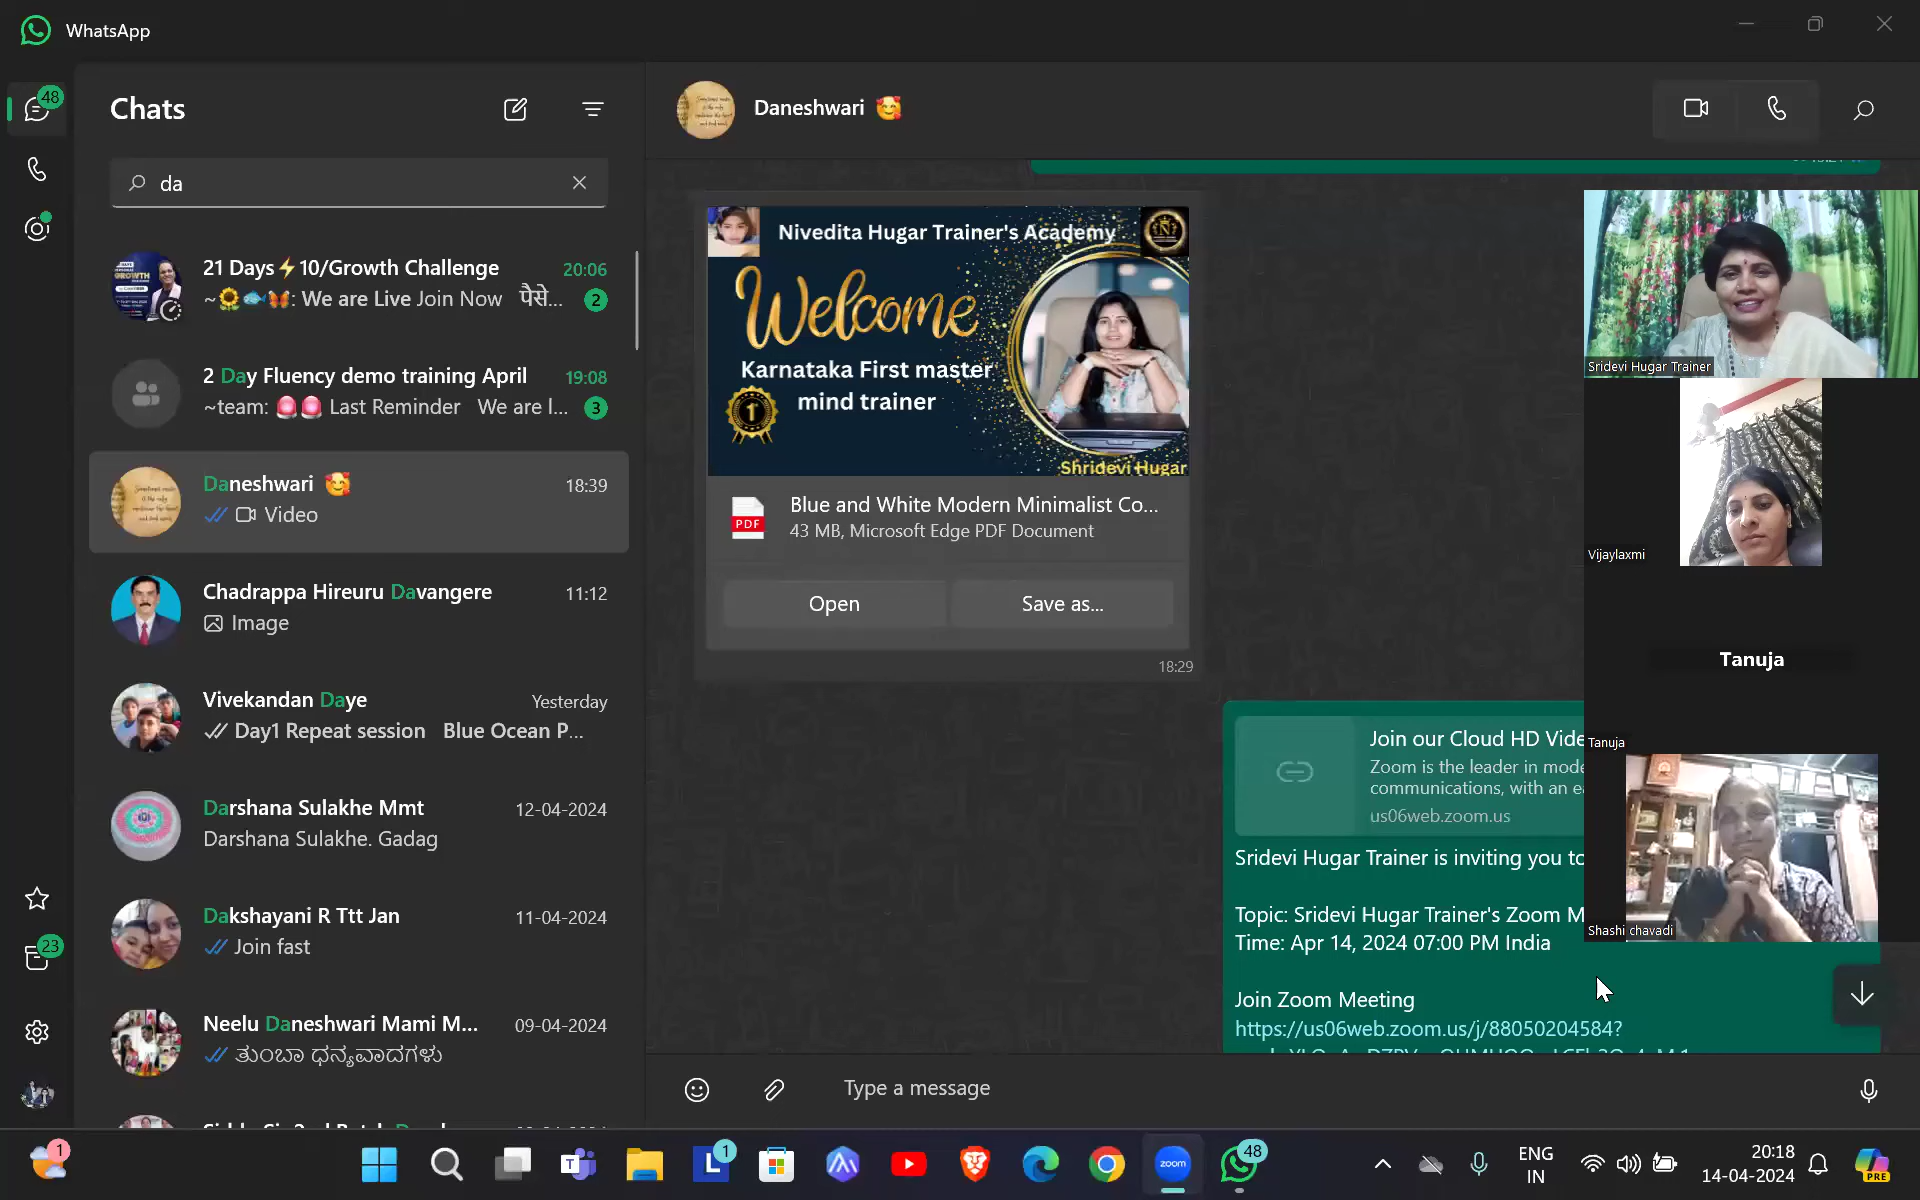 WhatsApp
48
Chats
da
21 Days⚡10/Growth Challenge
20:06
~🌻🐟🦋: We are Live Join Now पैसे...
2
2 Day Fluency demo training April
19:08
~team: 🚨🚨 Last Reminder We are l...
3
Daneshwari 🥰
18:39
Video
Chadrappa Hireuru Davangere
11:12
Image
Vivekandan Daye
Yesterday
Day1 Repeat session Blue Ocean P...
Darshana Sulakhe Mmt
12-04-2024
Darshana Sulakhe. Gadag
Dakshayani R Ttt Jan
11-04-2024
Join fast
Neelu Daneshwari Mami M...
09-04-2024
ತುಂಬಾ ಧನ್ಯವಾದಗಳು
23
Daneshwari 🥰
Nivedita Hugar Trainer's Academy
N
Welcome
Karnataka First master
mind trainer
1
Shridevi Hugar
PDF
Blue and White Modern Minimalist Co...
43 MB, Microsoft Edge PDF Document
Open
Save as...
18:29
Join our Cloud HD Vide
Zoom is the leader in mode
communications, with an ea
us06web.zoom.us
Sridevi Hugar Trainer is inviting you to
Topic: Sridevi Hugar Trainer's Zoom M
Time: Apr 14, 2024 07:00 PM India
Join Zoom Meeting
https://us06web.zoom.us/j/88050204584?
Sridevi Hugar Trainer
Vijaylaxmi
Tanuja
Tanuja
Shashi chavadi
Type a message
1
T
L
1
zoom
48
ENG
IN
20:18
14-04-2024
PRE